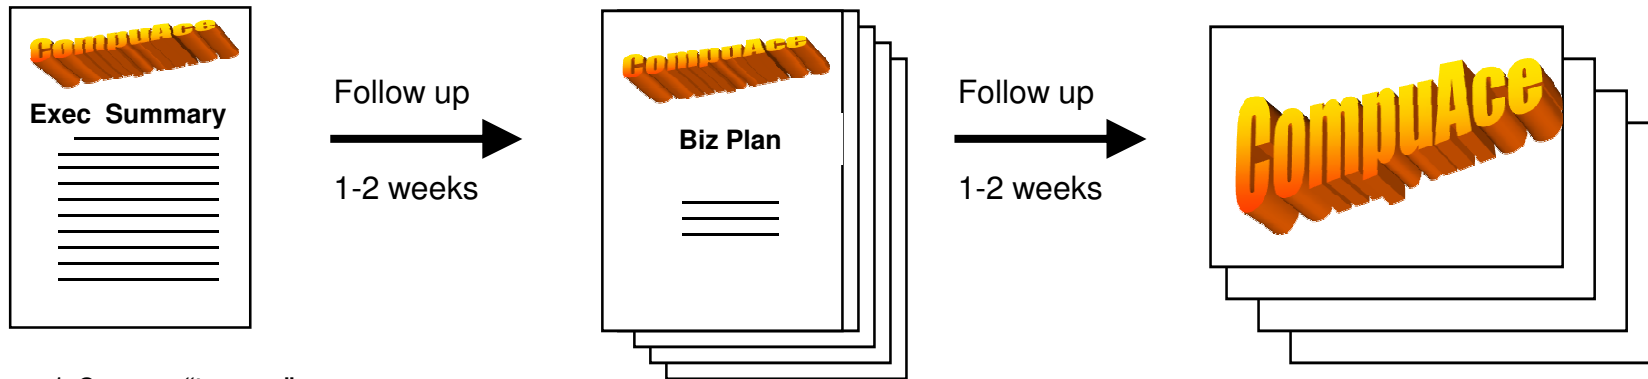 CompuAce
Exec Summary
Follow up
1-2 weeks
CompuAce
Biz Plan
Follow up
1-2 weeks
CompuAce